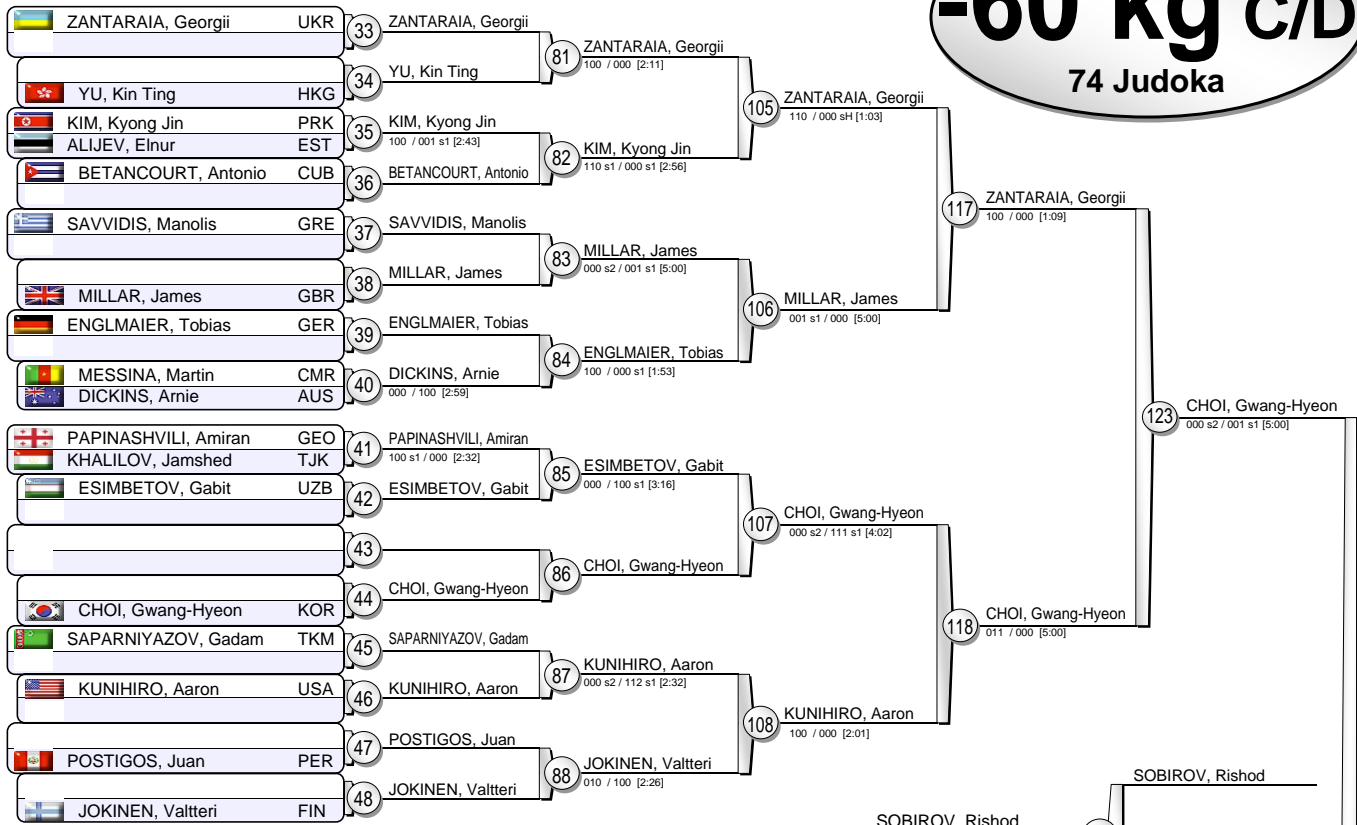 -60 kg C/D
74 Judoka
ZANTARAIA, Georgii UKR
33
ZANTARAIA, Georgii
81
ZANTARAIA, Georgii
100 / 000 [2:11]
YU, Kin Ting HKG
34
YU, Kin Ting
105
ZANTARAIA, Georgii
110 / 000 sH [1:03]
KIM, Kyong Jin PRK
ALIJEV, Elnur EST
35
KIM, Kyong Jin
100 / 001 s1 [2:43]
82
KIM, Kyong Jin
110 s1 / 000 s1 [2:56]
BETANCOURT, Antonio CUB
36
BETANCOURT, Antonio
117
ZANTARAIA, Georgii
100 / 000 [1:09]
SAVVIDIS, Manolis GRE
37
SAVVIDIS, Manolis
83
MILLAR, James
000 s2 / 001 s1 [5:00]
MILLAR, James GBR
38
MILLAR, James
106
MILLAR, James
001 s1 / 000 [5:00]
ENGLMAIER, Tobias GER
39
ENGLMAIER, Tobias
84
ENGLMAIER, Tobias
100 / 000 s1 [1:53]
MESSINA, Martin CMR
DICKINS, Arnie AUS
40
DICKINS, Arnie
000 / 100 [2:59]
123
CHOI, Gwang-Hyeon
000 s2 / 001 s1 [5:00]
PAPINASHVILI, Amiran GEO
KHALILOV, Jamshed TJK
41
PAPINASHVILI, Amiran
100 s1 / 000 [2:32]
85
ESIMBETOV, Gabit
000 / 100 s1 [3:16]
ESIMBETOV, Gabit UZB
42
ESIMBETOV, Gabit
107
CHOI, Gwang-Hyeon
000 s2 / 111 s1 [4:02]
43
86
CHOI, Gwang-Hyeon
CHOI, Gwang-Hyeon KOR
44
CHOI, Gwang-Hyeon
118
CHOI, Gwang-Hyeon
011 / 000 [5:00]
SAPARNIYAZOV, Gadam TKM
45
SAPARNIYAZOV, Gadam
87
KUNIHIRO, Aaron
000 s2 / 112 s1 [2:32]
KUNIHIRO, Aaron USA
46
KUNIHIRO, Aaron
108
KUNIHIRO, Aaron
100 / 000 [2:01]
POSTIGOS, Juan PER
47
POSTIGOS, Juan
88
JOKINEN, Valtteri
010 / 100 [2:26]
JOKINEN, Valtteri FIN
48
JOKINEN, Valtteri
SOBIROV, Rishod
SOBIROV, Rishod